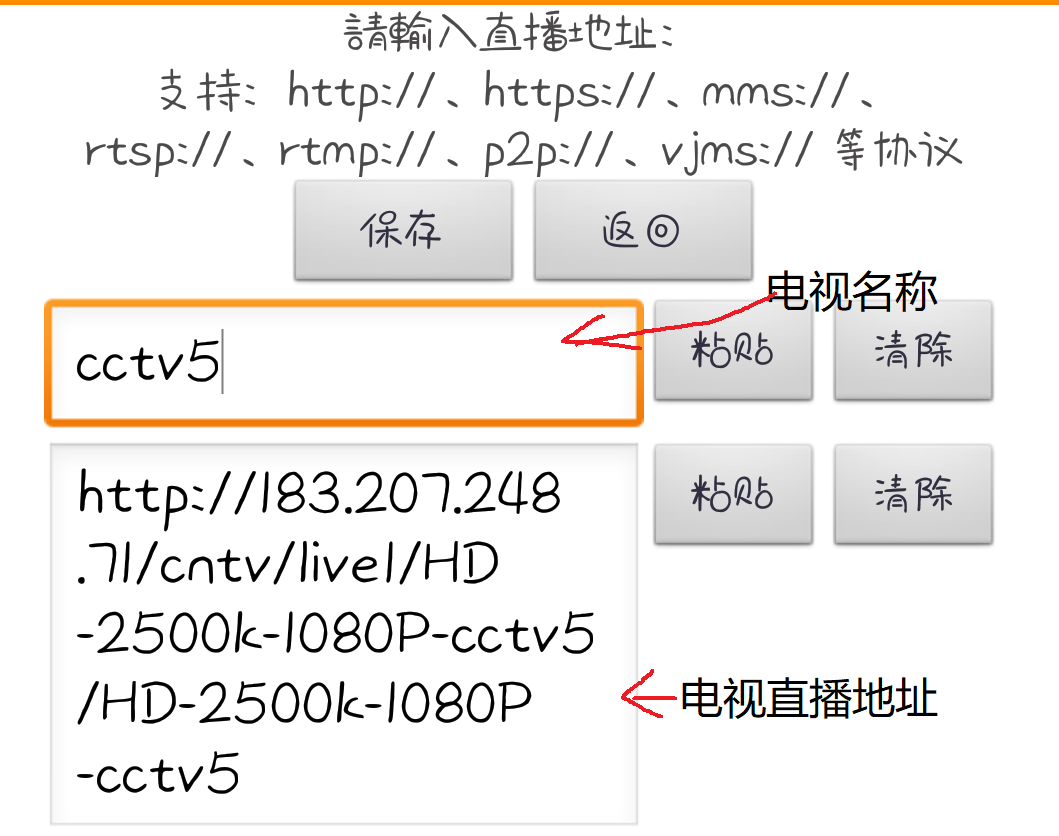 請輸入直播地址：
支持：http://、https://、mms://、
rtsp://、rtmp://、p2p://、vjms:// 等协议
保存
返回
电视名称
cctv5
粘贴
清除
http://183.207.248
.71/cntv/live1/HD
-2500k-1080P-cctv5
/HD-2500k-1080P
-cctv5
粘贴
清除
电视直播地址